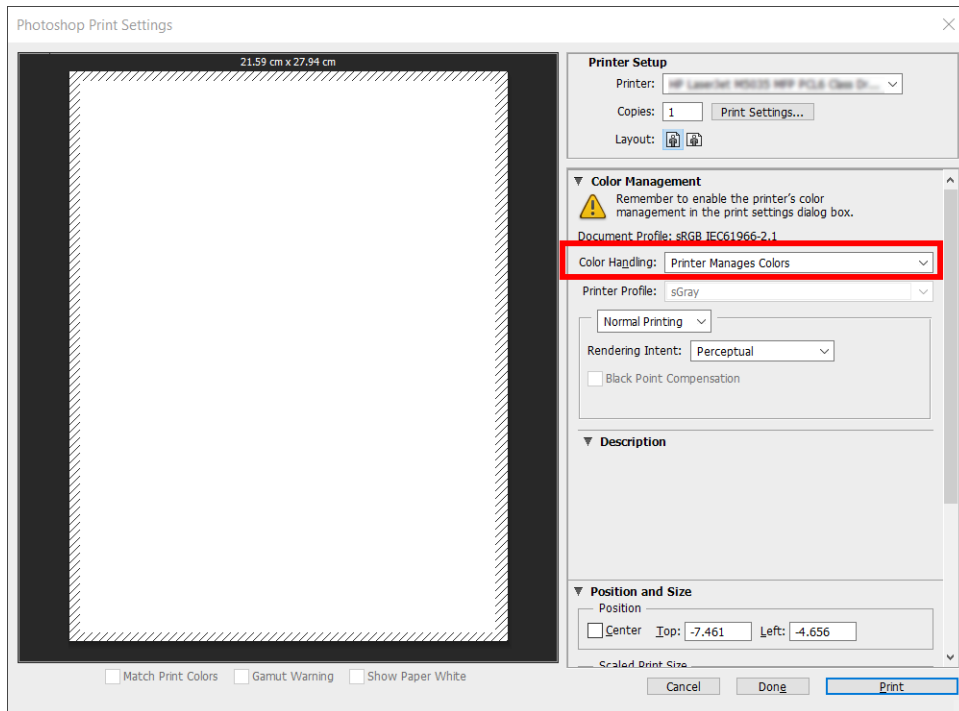 Photoshop Print Settings
21.59 cm x 27.94 cm
Printer Setup
Printer:
Copies: 1 Print Settings...
Layout:
Color Management
Remember to enable the printer's color
management in the print settings dialog box.
Document Profile: sRGB IEC61966-2.1
Color Handling: Printer Manages Colors
Printer Profile: sGray
Normal Printing
Rendering Intent: Perceptual
Black Point Compensation
Description
Position and Size
Position
Center Top: -7.461 Left: -4.656
Scaled Print Size
Match Print Colors Gamut Warning Show Paper White
Cancel Done Print